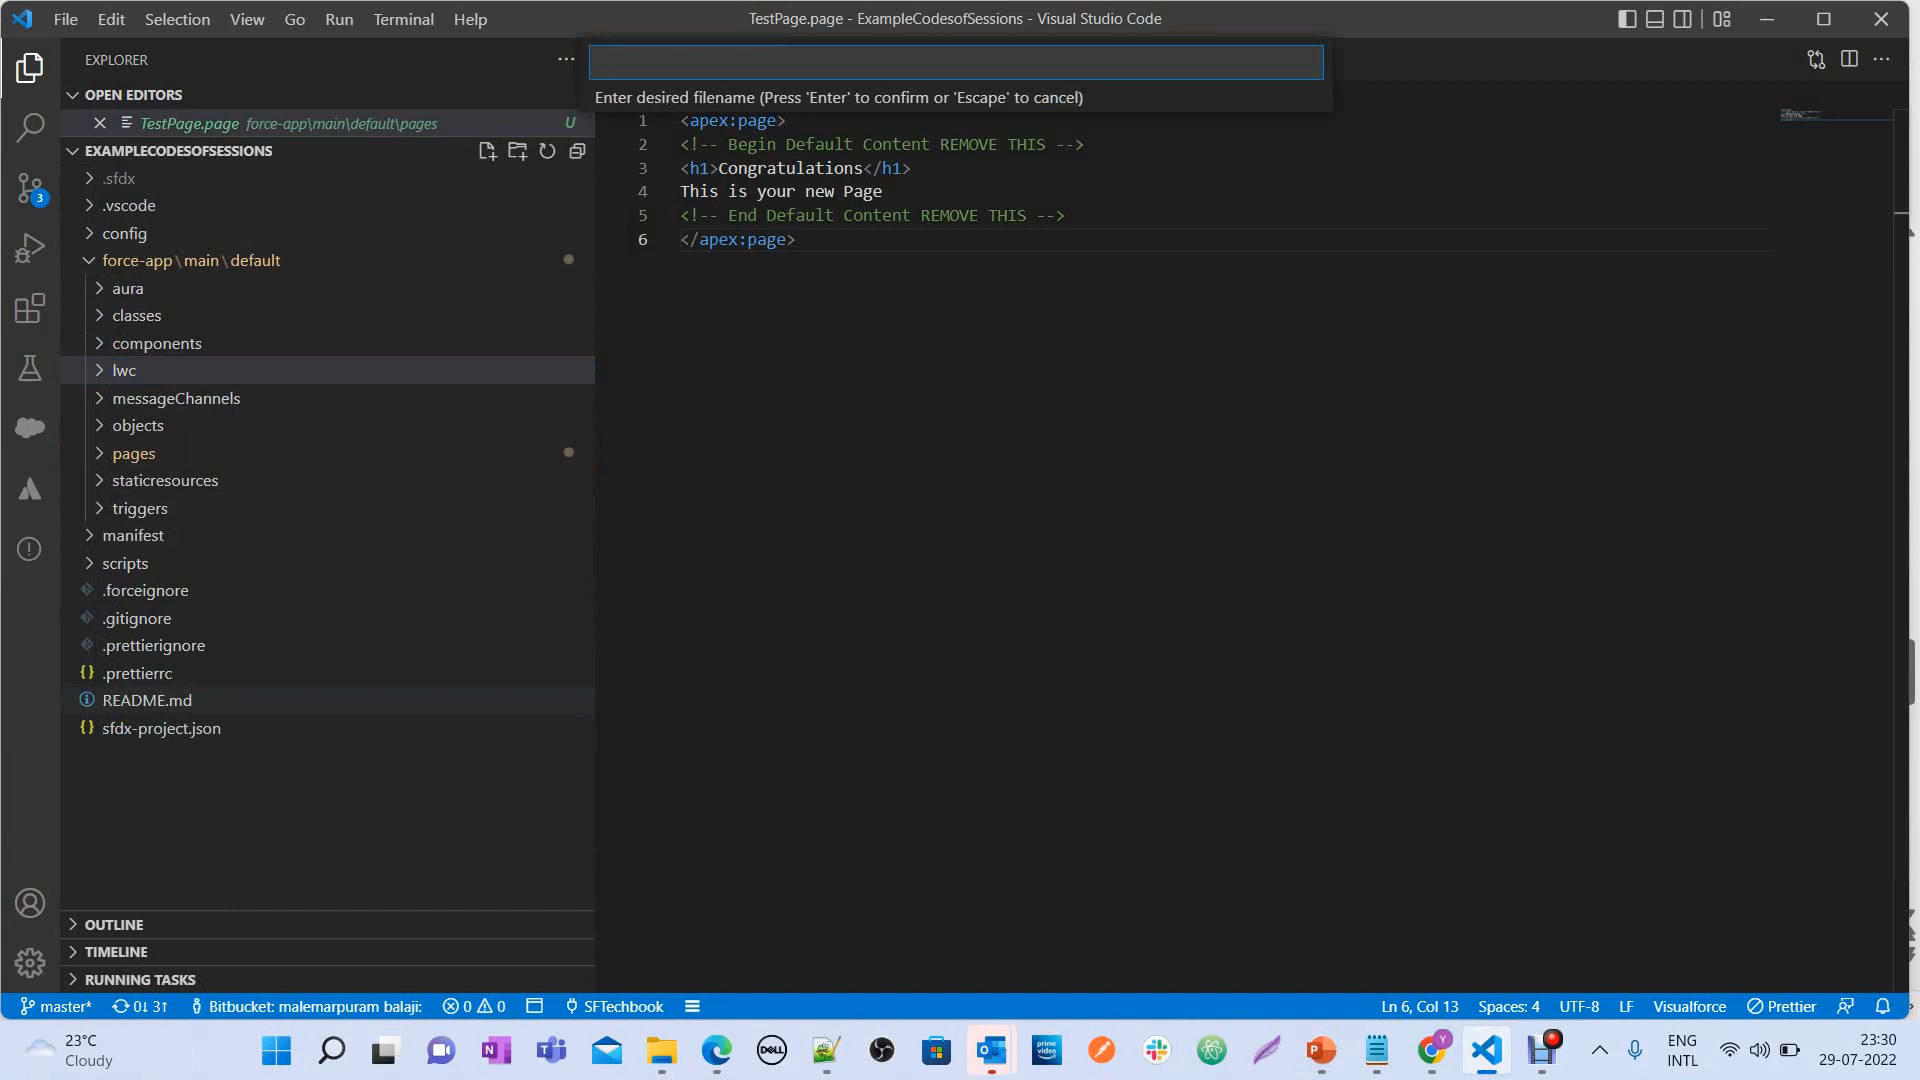 File Edit Selection View Go Run Terminal Help
TestPage.page - ExampleCodesofSessions - Visual Studio Code
EXPLORER
Enter desired filename (Press 'Enter' to confirm or 'Escape' to cancel)
OPEN EDITORS
TestPage.page force-app\main\default\pages U
EXAMPLECODESOFSESSIONS
.sfdx
.vscode
config
force-app\main\default
aura
classes
components
lwc
messageChannels
objects
pages
staticresources
triggers
manifest
scripts
.forceignore
.gitignore
.prettierignore
.prettierrc
README.md
sfdx-project.json
OUTLINE
TIMELINE
RUNNING TASKS
3
1 <apex:page>
2 <!-- Begin Default Content REMOVE THIS -->
3 <h1>Congratulations</h1>
4 This is your new Page
5 <!-- End Default Content REMOVE THIS -->
6 </apex:page>
master* 0↓ 3↑ Bitbucket: malemarpuram balaji: 0 0 SFTechbook Ln 6, Col 13 Spaces: 4 UTF-8 LF Visualforce Prettier
23°C
Cloudy
DELL
prime video
ENG
INTL
23:30
29-07-2022